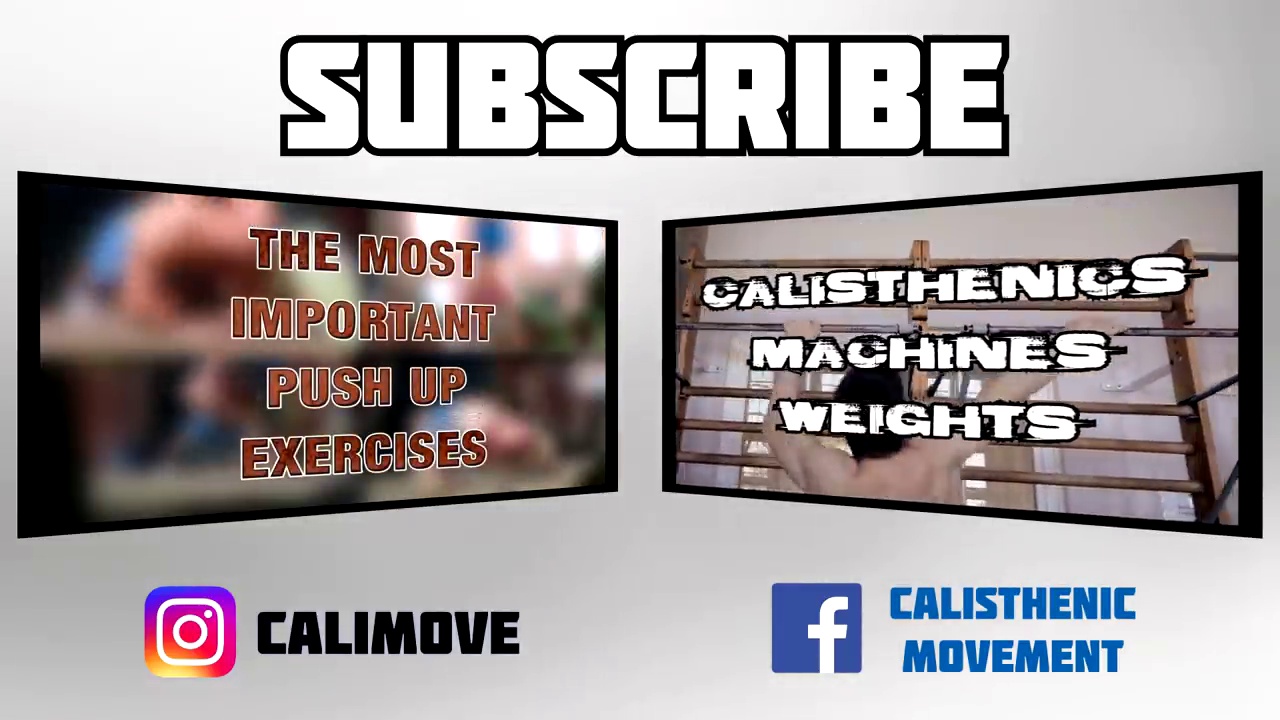 SUBSCRIBE
THE MOST
IMPORTANT
PUSH UP
EXERCISES
CALISTHENICS
MACHINES
WEIGHTS
CALIMOVE
CALISTHENIC
MOVEMENT